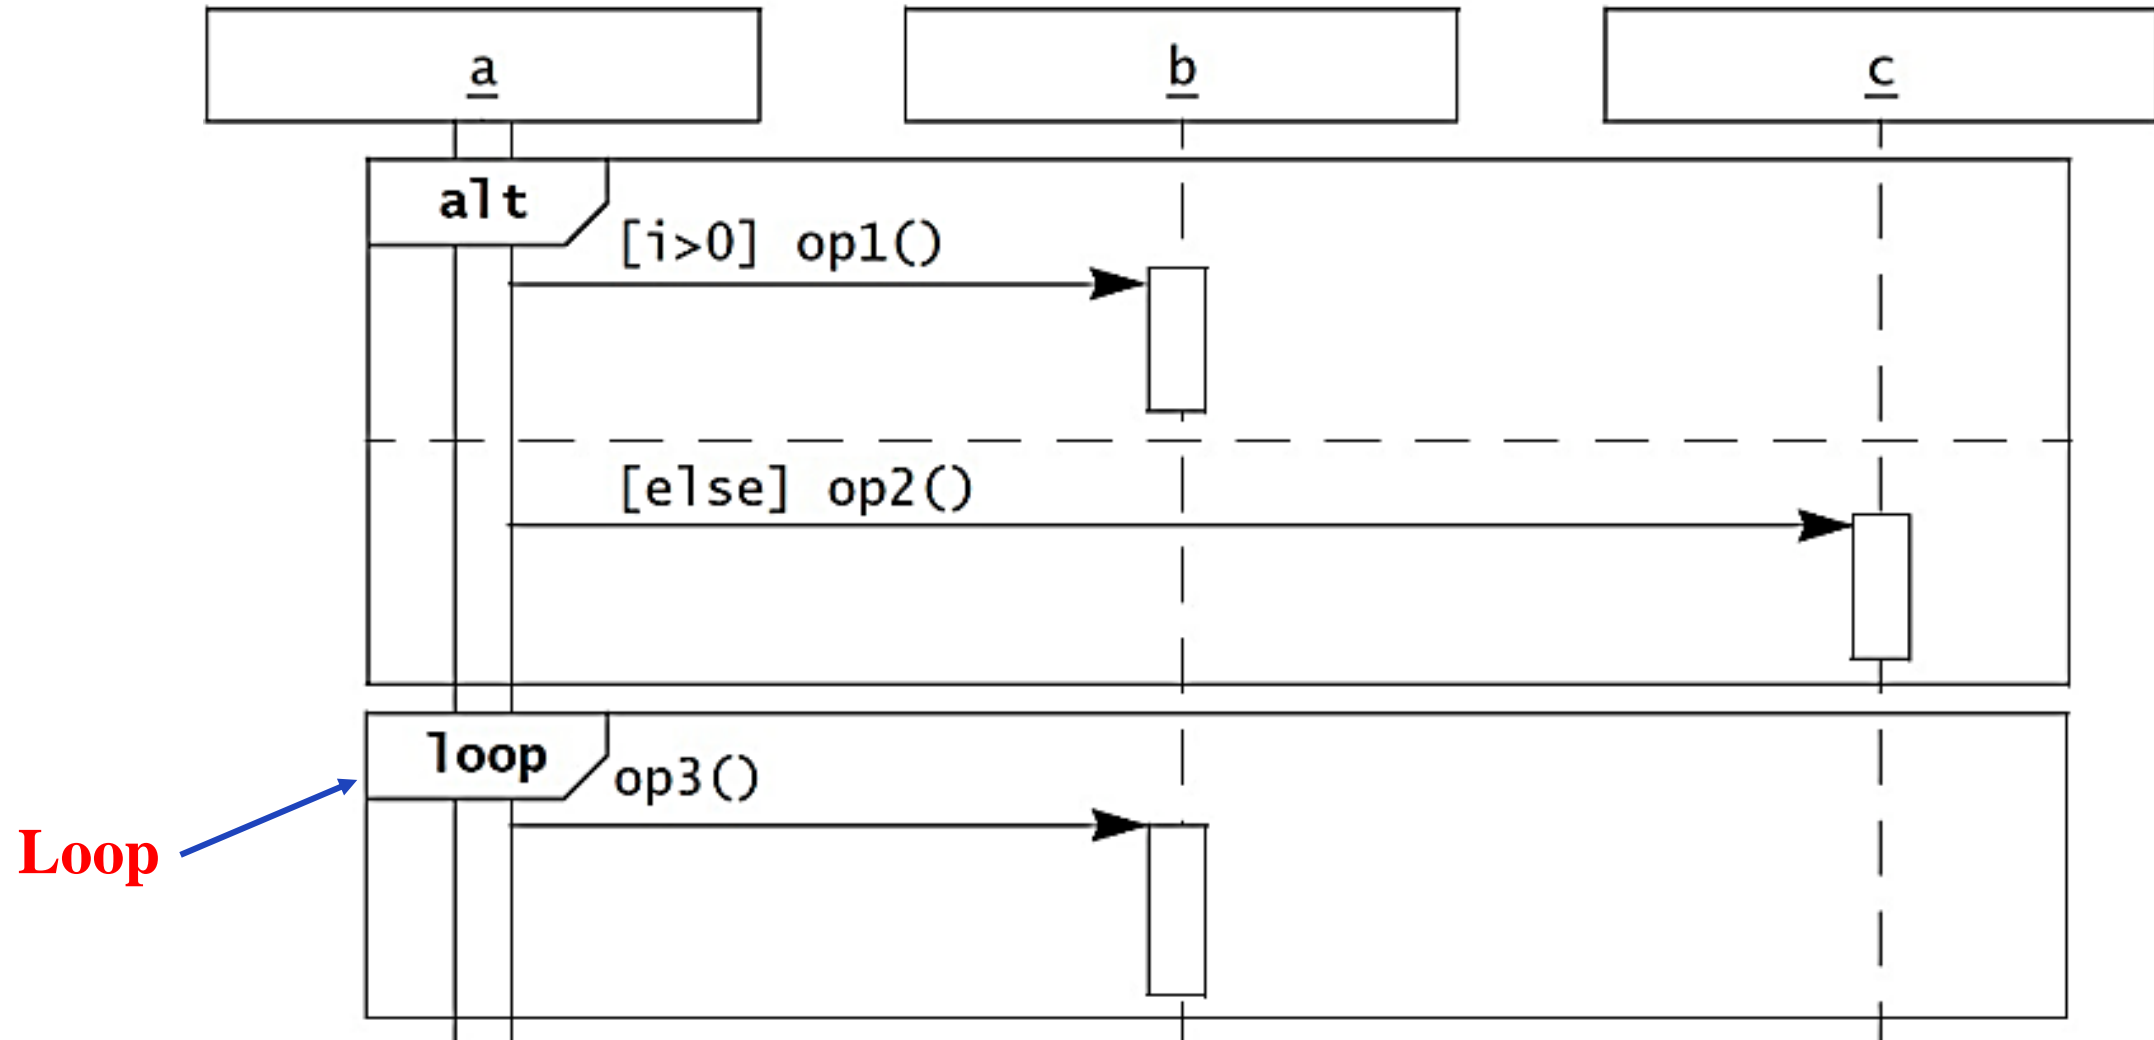 a
b
c
alt
[i>0] op1()
[else] op2()
loop
op3()
Loop